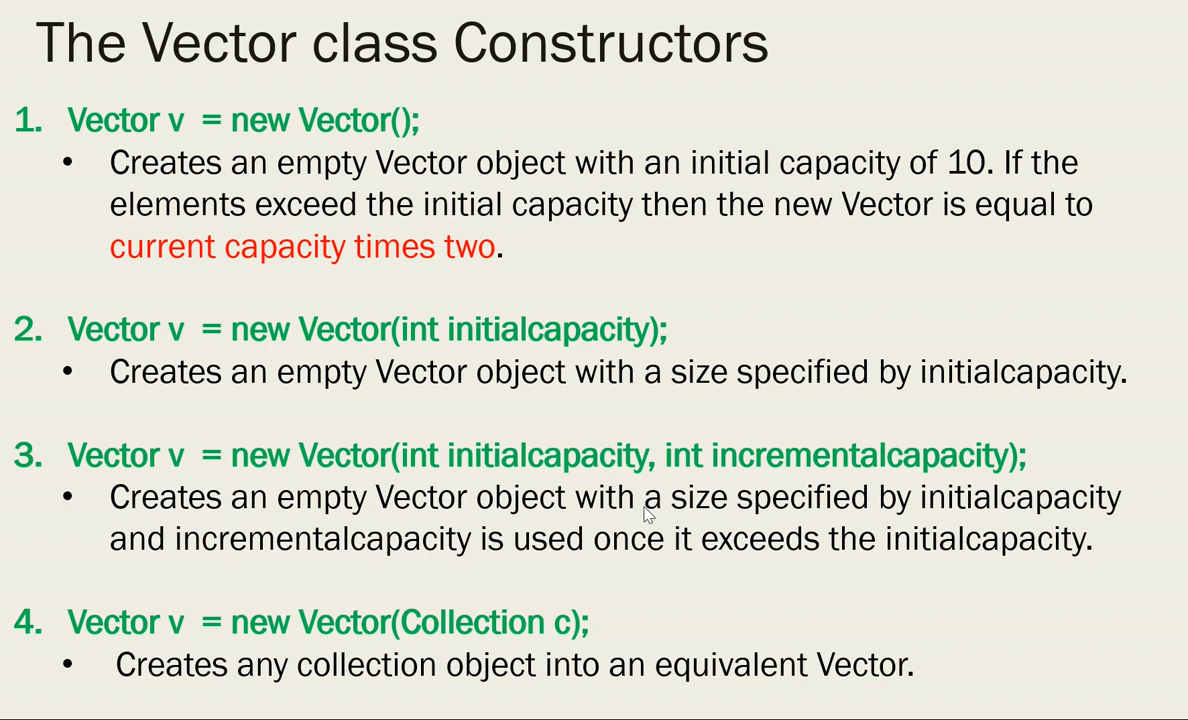 The Vector class Constructors
1. Vector v = new Vector();
• Creates an empty Vector object with an initial capacity of 10. If the
elements exceed the initial capacity then the new Vector is equal to
current capacity times two.
2. Vector v = new Vector(int initialcapacity);
• Creates an empty Vector object with a size specified by initialcapacity.
3. Vector v = new Vector(int initialcapacity, int incrementalcapacity);
• Creates an empty Vector object with a size specified by initialcapacity
and incrementalcapacity is used once it exceeds the initialcapacity.
4. Vector v = new Vector(Collection c);
• Creates any collection object into an equivalent Vector.